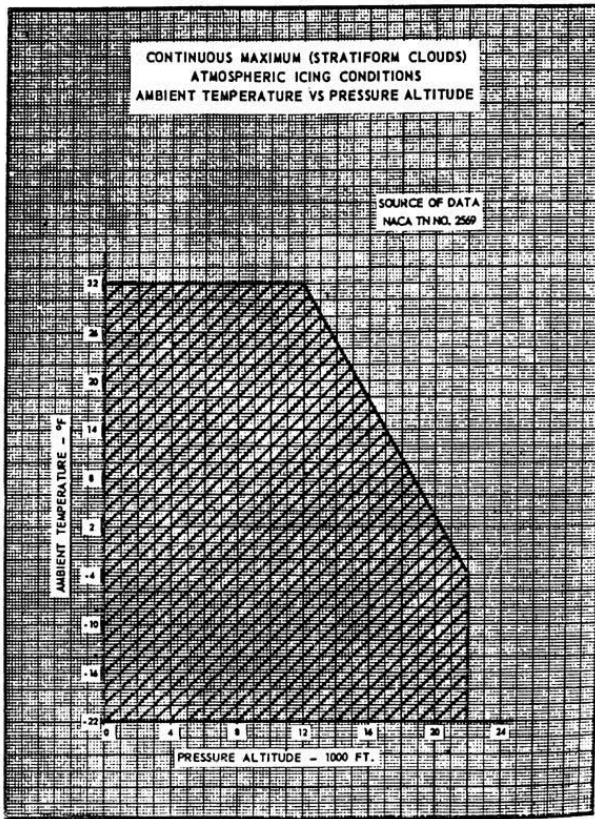 CONTINUOUS MAXIMUM (STRATIFORM CLOUDS)
ATMOSPHERIC ICING CONDITIONS
AMBIENT TEMPERATURE VS PRESSURE ALTITUDE
SOURCE OF DATA
NACA TN NO. 2569
AMBIENT TEMPERATURE - °F
32
26
20
14
8
2
-4
-10
-16
-22
0 4 8 12 16 20 24
PRESSURE ALTITUDE - 1000 FT.